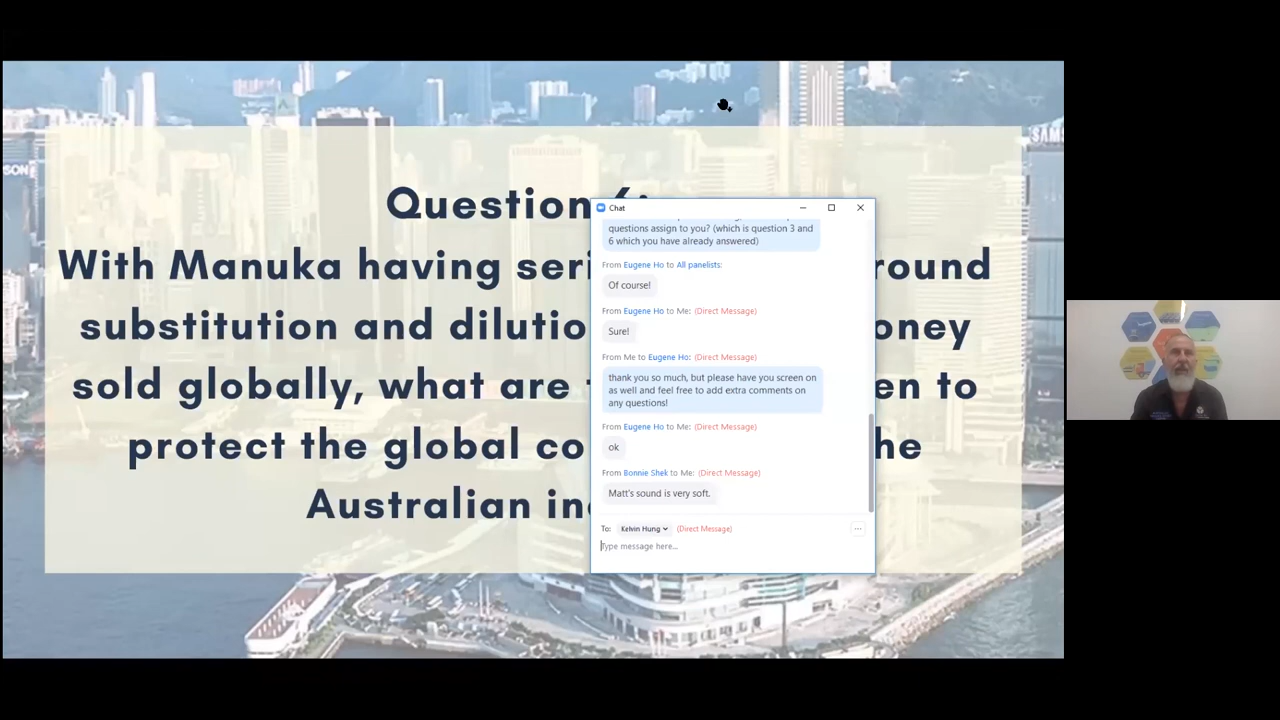 SAMS
SON
Question 6:
With Manuka having seri
round
substitution and dilutio
oney
sold globally, what are
en to
protect the global co
he
Australian in
Chat
questions assign to you? (which is question 3 and
6 which you have already answered)
From Eugene Ho to All panelists:
Of course!
From Eugene Ho to Me: (Direct Message)
Sure!
From Me to Eugene Ho: (Direct Message)
thank you so much, but please have you screen on
as well and feel free to add extra comments on
any questions!
From Eugene Ho to Me: (Direct Message)
ok
From Bonnie Shek to Me: (Direct Message)
Matt's sound is very soft.
To: Kelvin Hung (Direct Message)
Type message here...